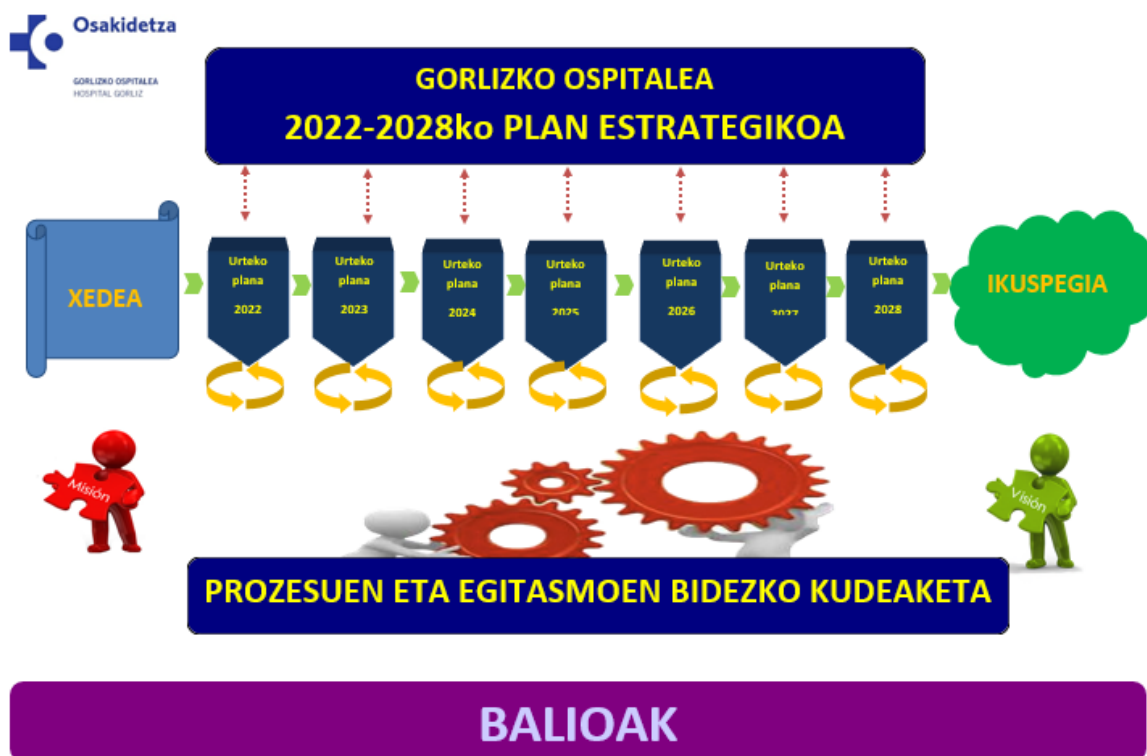 Osakidetza
GORLIZKO OSPITALEA
HOSPITAL GORLIZ
GORLIZKO OSPITALEA
2022-2028ko PLAN ESTRATEGIKOA
XEDEA
Urteko
plana
2022
Urteko
plana
2023
Urteko
plana
2024
Urteko
plana
2025
Urteko
plana
2026
Urteko
plana
2027
Urteko
plana
2028
IKUSPEGIA
Misión
Visión
PROZESUEN ETA EGITASMOEN BIDEZKO KUDEAKETA
BALIOAK